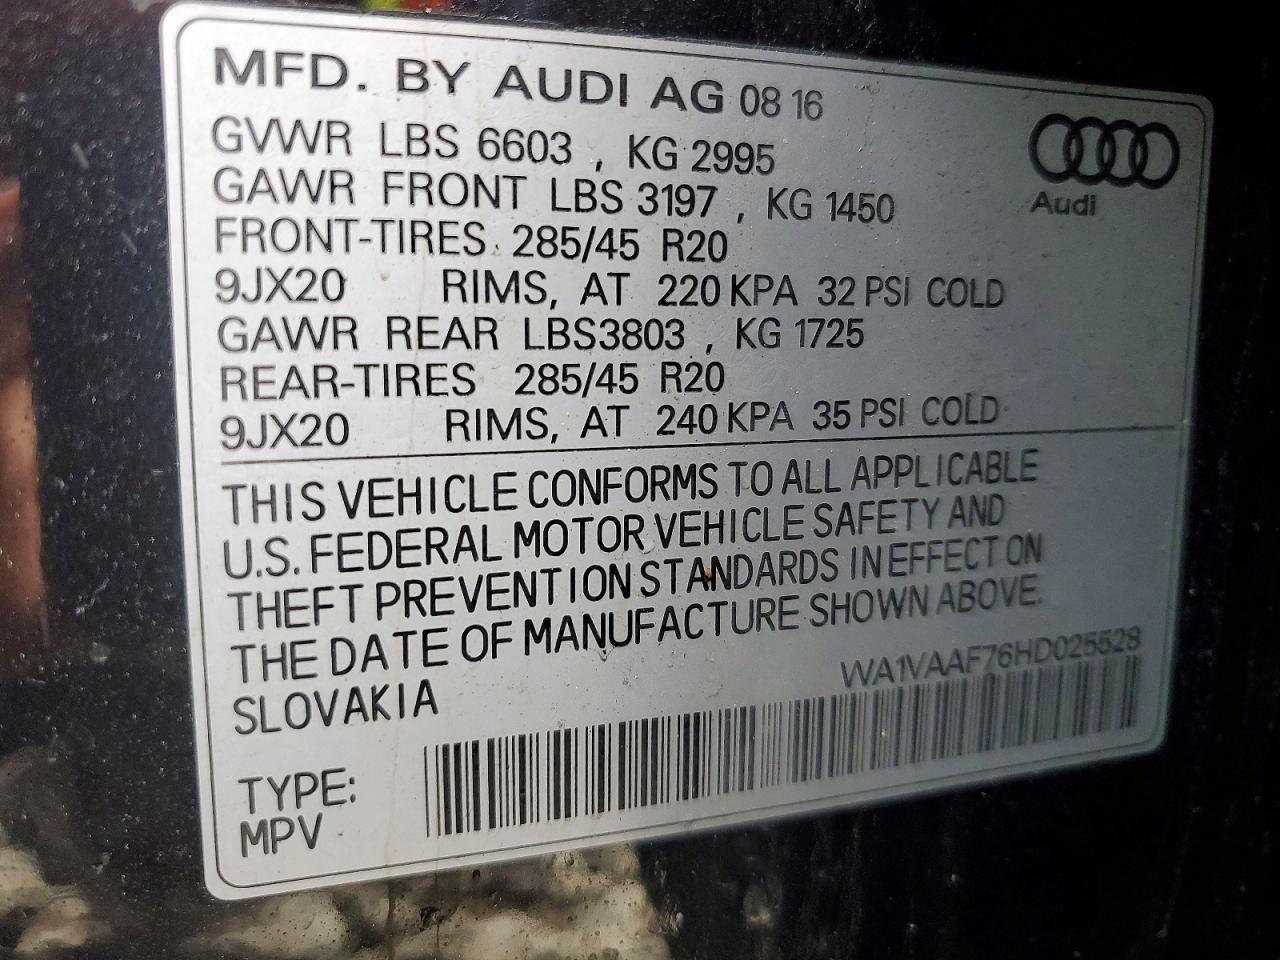 MFD. BY AUDI AG 08 16
GVWR LBS 6603 , KG 2995
GAWR FRONT LBS 3197 , KG 1450
FRONT-TIRES 285/45 R20
9JX20 RIMS, AT 220 KPA 32 PSI COLD
GAWR REAR LBS3803 , KG 1725
REAR-TIRES 285/45 R20
9JX20 RIMS, AT 240 KPA 35 PSI COLD
Audi
THIS VEHICLE CONFORMS TO ALL APPLICABLE
U.S. FEDERAL MOTOR VEHICLE SAFETY AND
THEFT PREVENTION STANDARDS IN EFFECT ON
THE DATE OF MANUFACTURE SHOWN ABOVE.
SLOVAKIA
WA1VAAF76HD025528
TYPE:
MPV